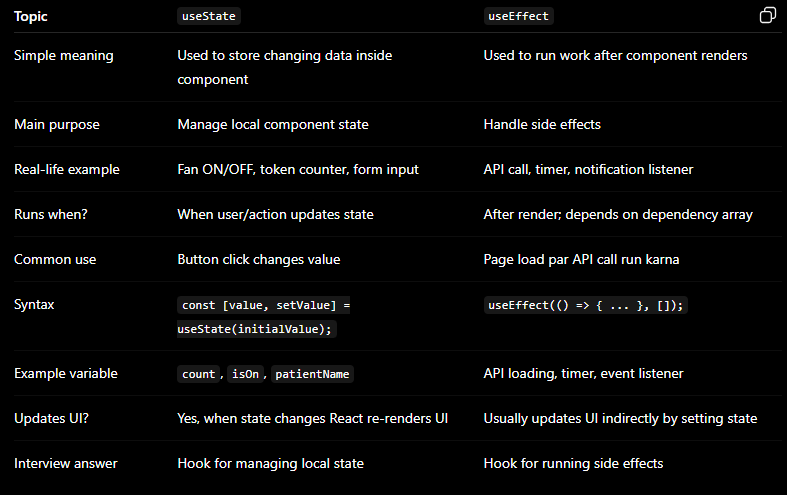 Topic useState useEffect
Simple meaning Used to store changing data inside Used to run work after component renders
component
Main purpose Manage local component state Handle side effects
Real-life example Fan ON/OFF, token counter, form input API call, timer, notification listener
Runs when? When user/action updates state After render; depends on dependency array
Common use Button click changes value Page load par API call run karna
Syntax const [value, setValue] = useEffect(() => { ... }, []);
useState(initialValue);
Example variable count, isOn, patientName API loading, timer, event listener
Updates UI? Yes, when state changes React re-renders UI Usually updates UI indirectly by setting state
Interview answer Hook for managing local state Hook for running side effects